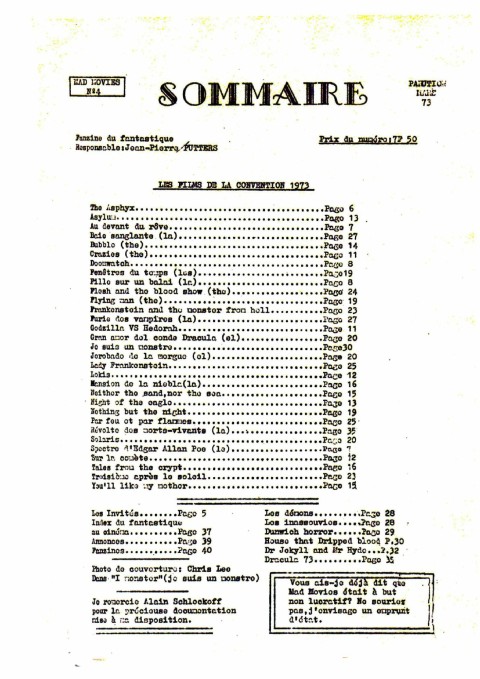 MAD MOVIES
N°4
SOMMAIRE
PARUTION
MARS
73
Fanzine du fantastique
Responsable:Jean-Pierre PUTTERS
Prix du numéro:7F 50
LES FILMS DE LA CONVENTION 1973
The Asphyx...Page 6
Asylum...Page 13
Au devant du rêve...Page 7
Baie sanglante (la)...Page 27
Bubble (the)...Page 14
Crazies (the)...Page 11
Doomwatch...Page 8
Fenêtres du temps (les)...Page19
Fille sur un balai (la)...Page 8
Flesh and the blood show (the)...Page 24
Flying man (the)...Page 19
Frankenstein and the monster from hell...Page 23
Furie des vampires (la)...Page 27
Godzilla VS Hedorah...Page 11
Gran amor del conde Dracula (el)...Page 20
Je suis un monstre...Page30
Jorobado de la morgue (el)...Page 20
Lady Frankenstein...Page 25
Lokis...Page 12
Mansion de la niebla(la)...Page 16
Neither the sand,nor the sea...Page 15
Night of the eagle...Page 13
Nothing but the night...Page 19
Par feu et par flammes...Page 25
Révolte des morts-vivants (la)...Page 35
Solaris...Page 20
Spectre d'Edgar Allan Poe (le)...Page 7
Sur la comète...Page 12
Tales from the crypt...Page 16
Troisième après le soleil...Page 23
You'll like my mother...Page 15
Les Invités...Page 5
Index du fantastique
au cinéma...Page 37
Annonces...Page 39
Fanzines...Page 40
Photo de couverture: Chris Lee
Dans "I monster"(je suis un monstre)
Je remercie Alain Schlockoff
pour la précieuse documentation
mise à ma disposition.
Les démons...Page 28
Les inassouvies...Page 28
Dunwich horror...Page 29
House that Dripped blood P.30
Dr Jekyll and Mr Hyde...P.32
Dracula 73...Page 35
Vous ais-je déjà dit que
Mad Movies était à but
non lucratif? Ne souriez
pas,j'envisage un emprunt
d'état.